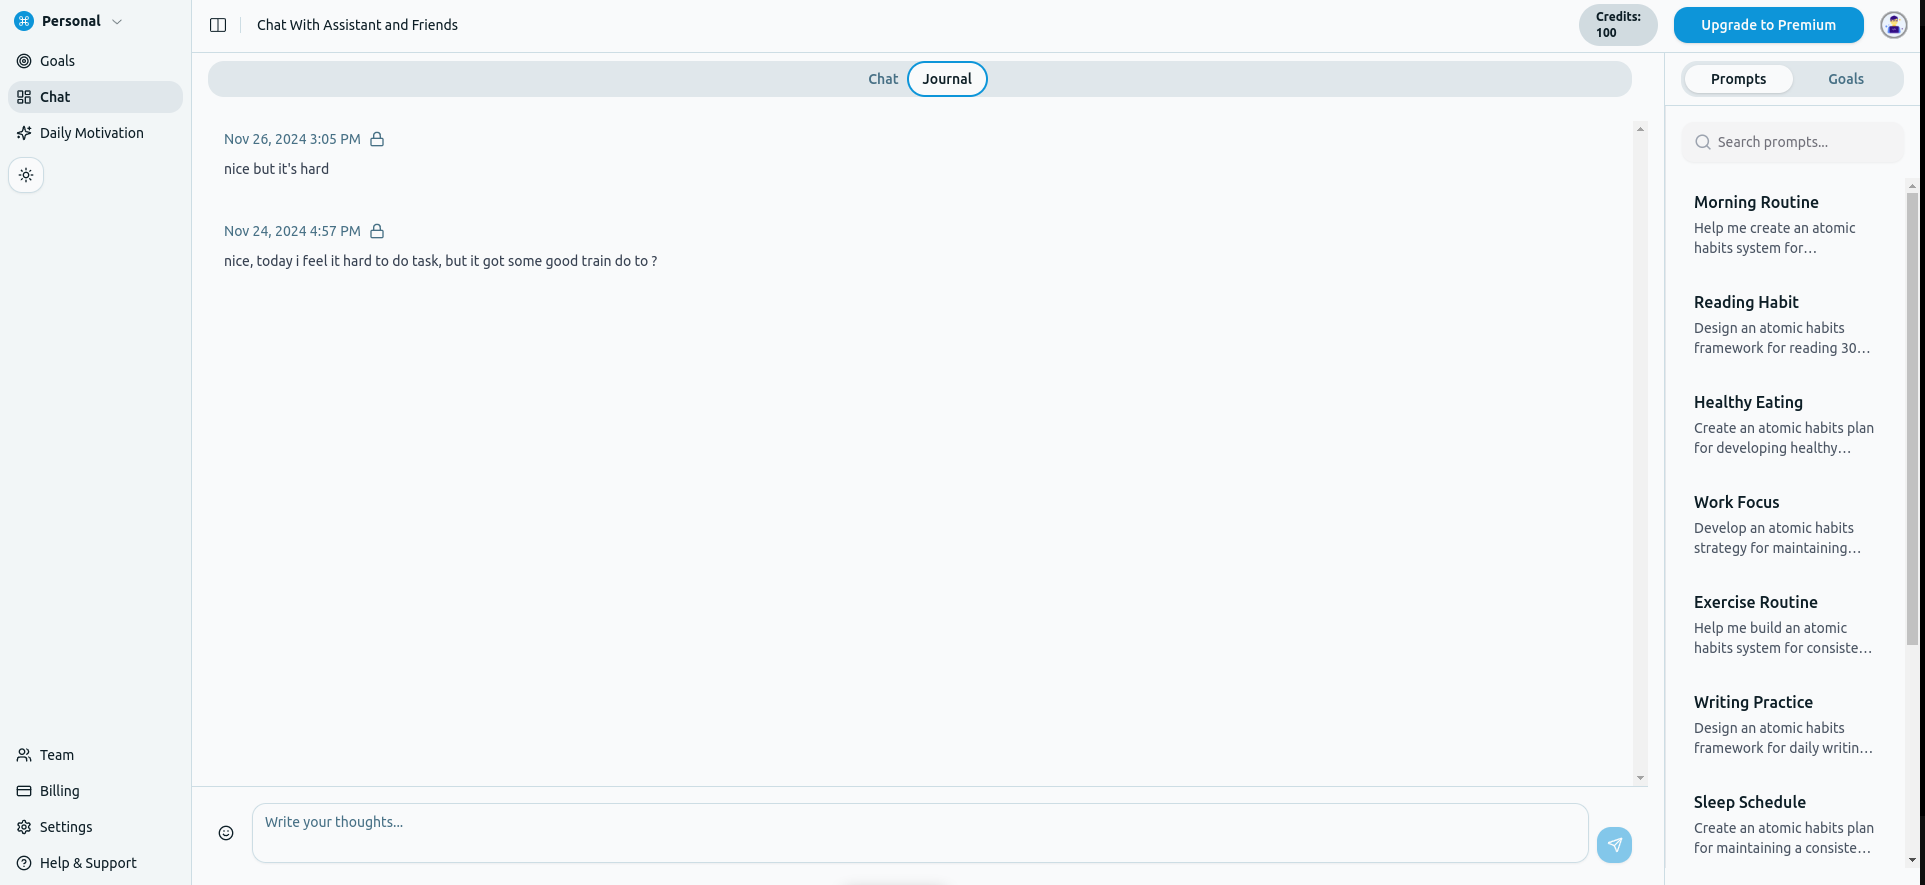 Personal
Goals
Chat
Daily Motivation
Team
Billing
Settings
Help & Support
Chat With Assistant and Friends
Credits:
100
Upgrade to Premium
Chat
Journal
Nov 26, 2024 3:05 PM
nice but it's hard
Nov 24, 2024 4:57 PM
nice, today i feel it hard to do task, but it got some good train do to ?
Write your thoughts...
Prompts
Goals
Search prompts...
Morning Routine
Help me create an atomic
habits system for...
Reading Habit
Design an atomic habits
framework for reading 30...
Healthy Eating
Create an atomic habits plan
for developing healthy...
Work Focus
Develop an atomic habits
strategy for maintaining...
Exercise Routine
Help me build an atomic
habits system for consiste...
Writing Practice
Design an atomic habits
framework for daily writin...
Sleep Schedule
Create an atomic habits plan
for maintaining a consiste...